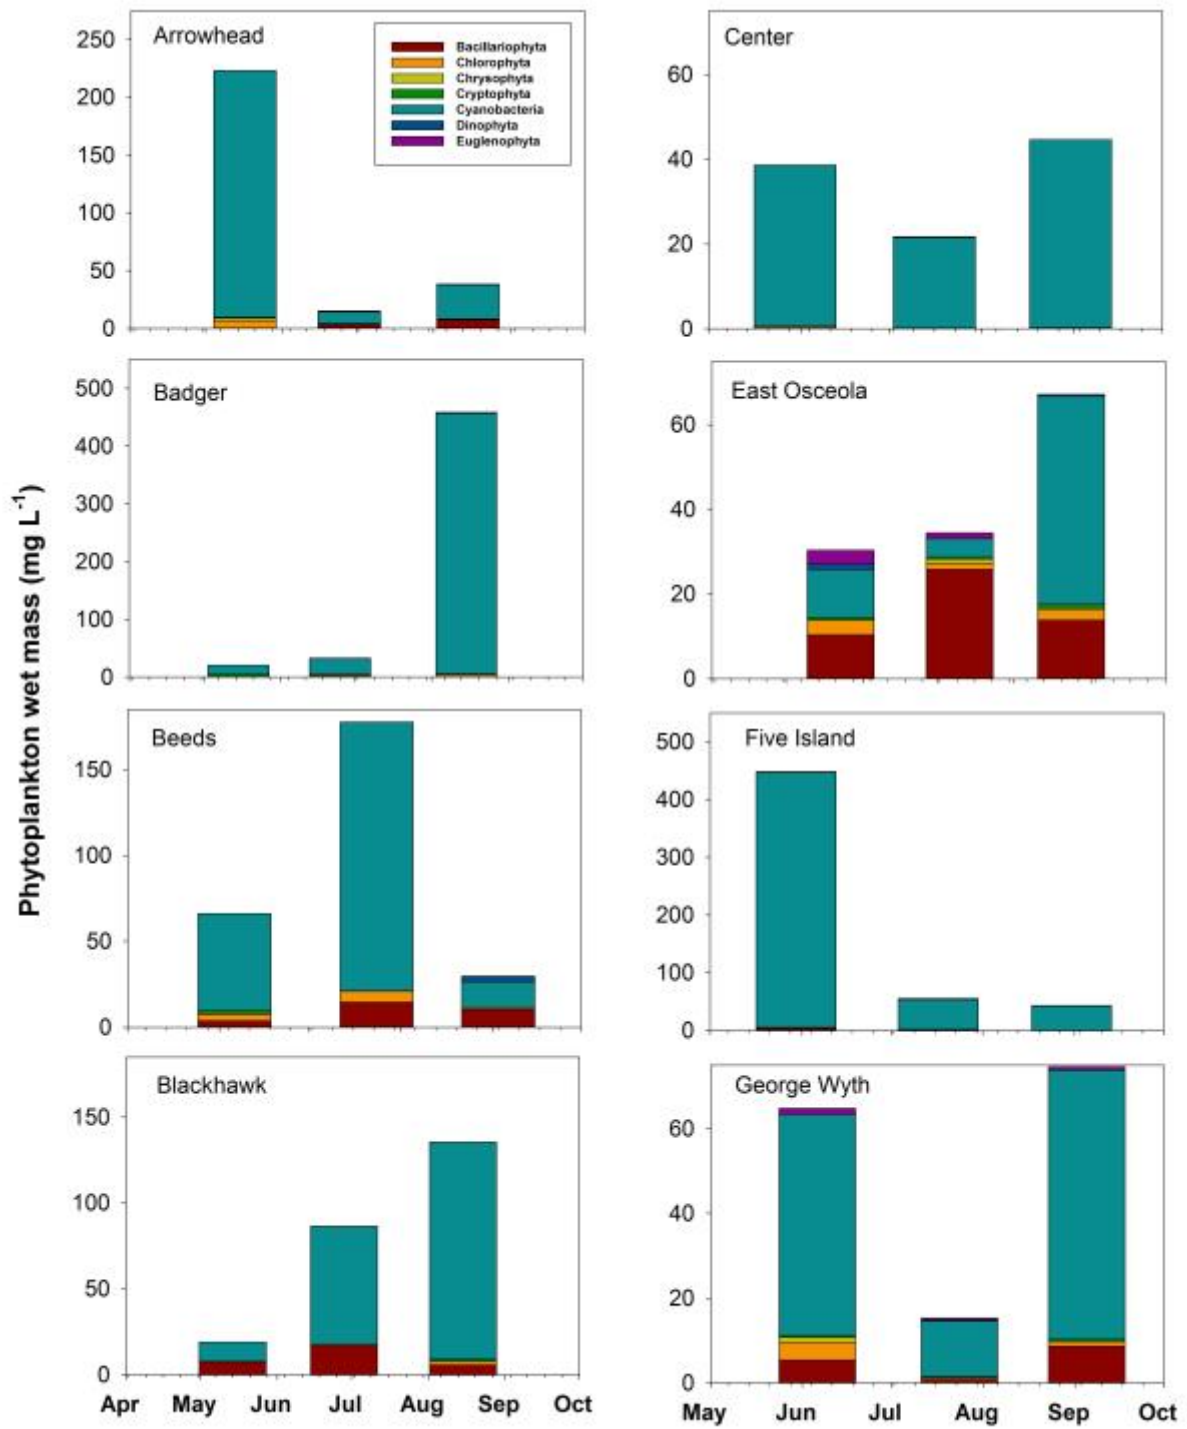 Phytoplankton wet mass (mg L⁻¹)
Arrowhead
250
200
150
100
50
0
Bacillariophyta
Chlorophyta
Chrysophyta
Cryptophyta
Cyanobacteria
Dinophyta
Euglenophyta
Center
60
40
20
0
Badger
500
400
300
200
100
0
East Osceola
60
40
20
0
Beeds
150
100
50
0
Five Island
500
400
300
200
100
0
Blackhawk
150
100
50
0
Apr May Jun Jul Aug Sep Oct
George Wyth
60
40
20
0
May Jun Jul Aug Sep Oct